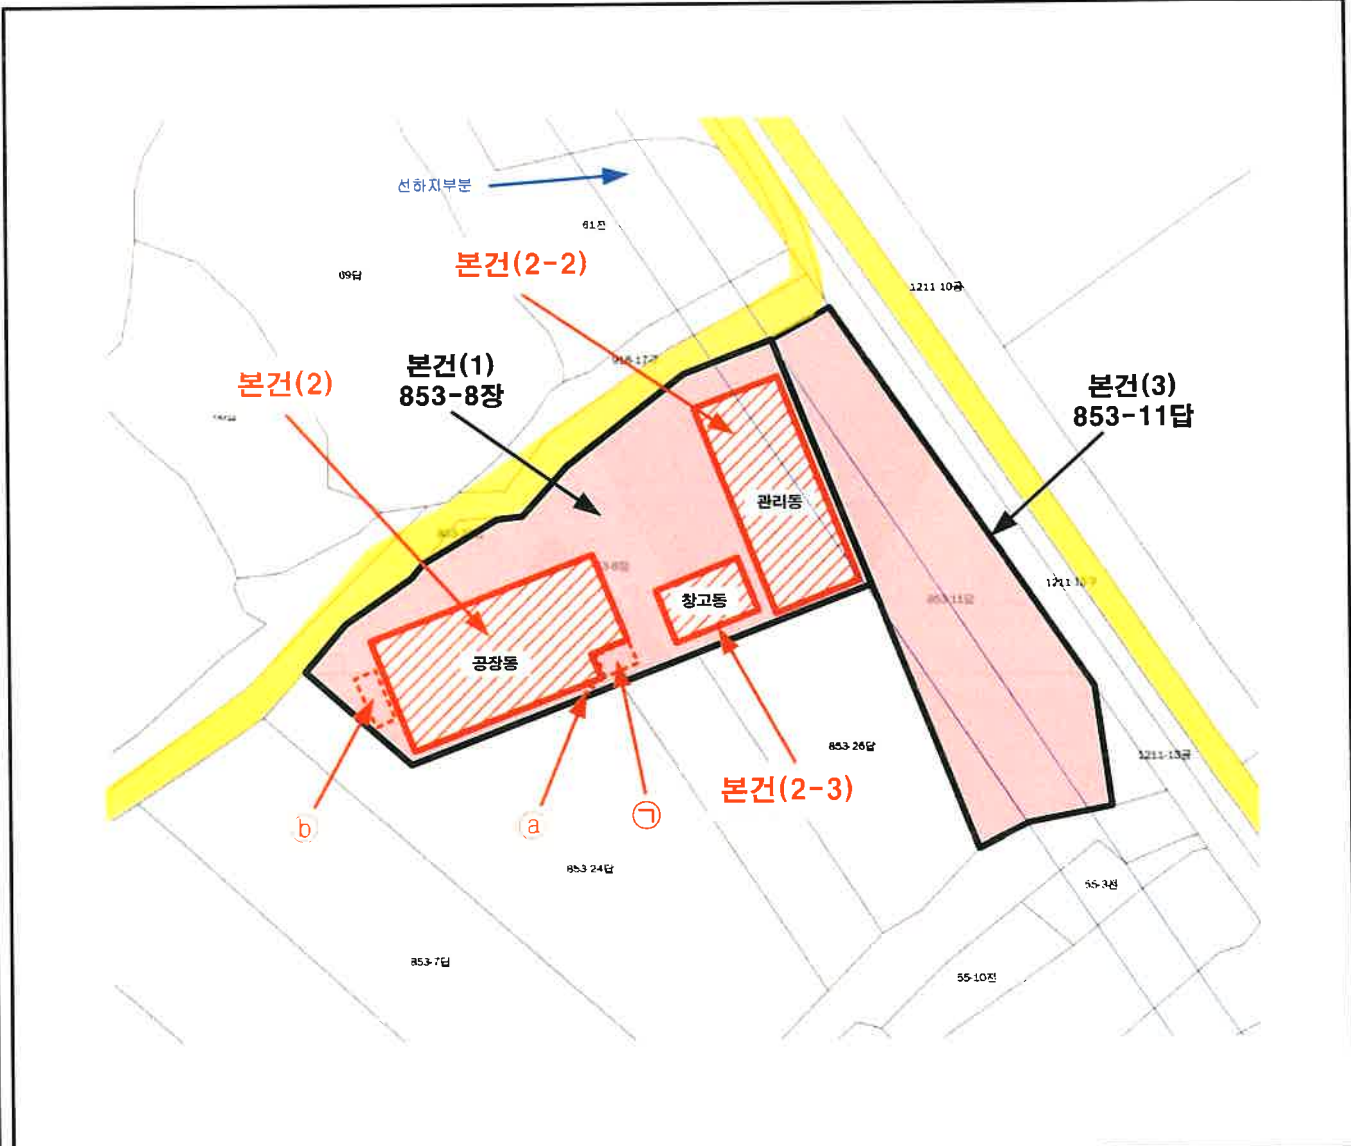 선하지부분
61전
본건(2-2)
69답
1211-10공
본건(1)
853-8장
본건(2)
본건(3)
853-11답
관리동
창고동
853-11답
공장동
853-26답
1211-13공
본건(2-3)
ⓑ
ⓐ
㉠
853-24답
55-3전
853-7답
55-10전